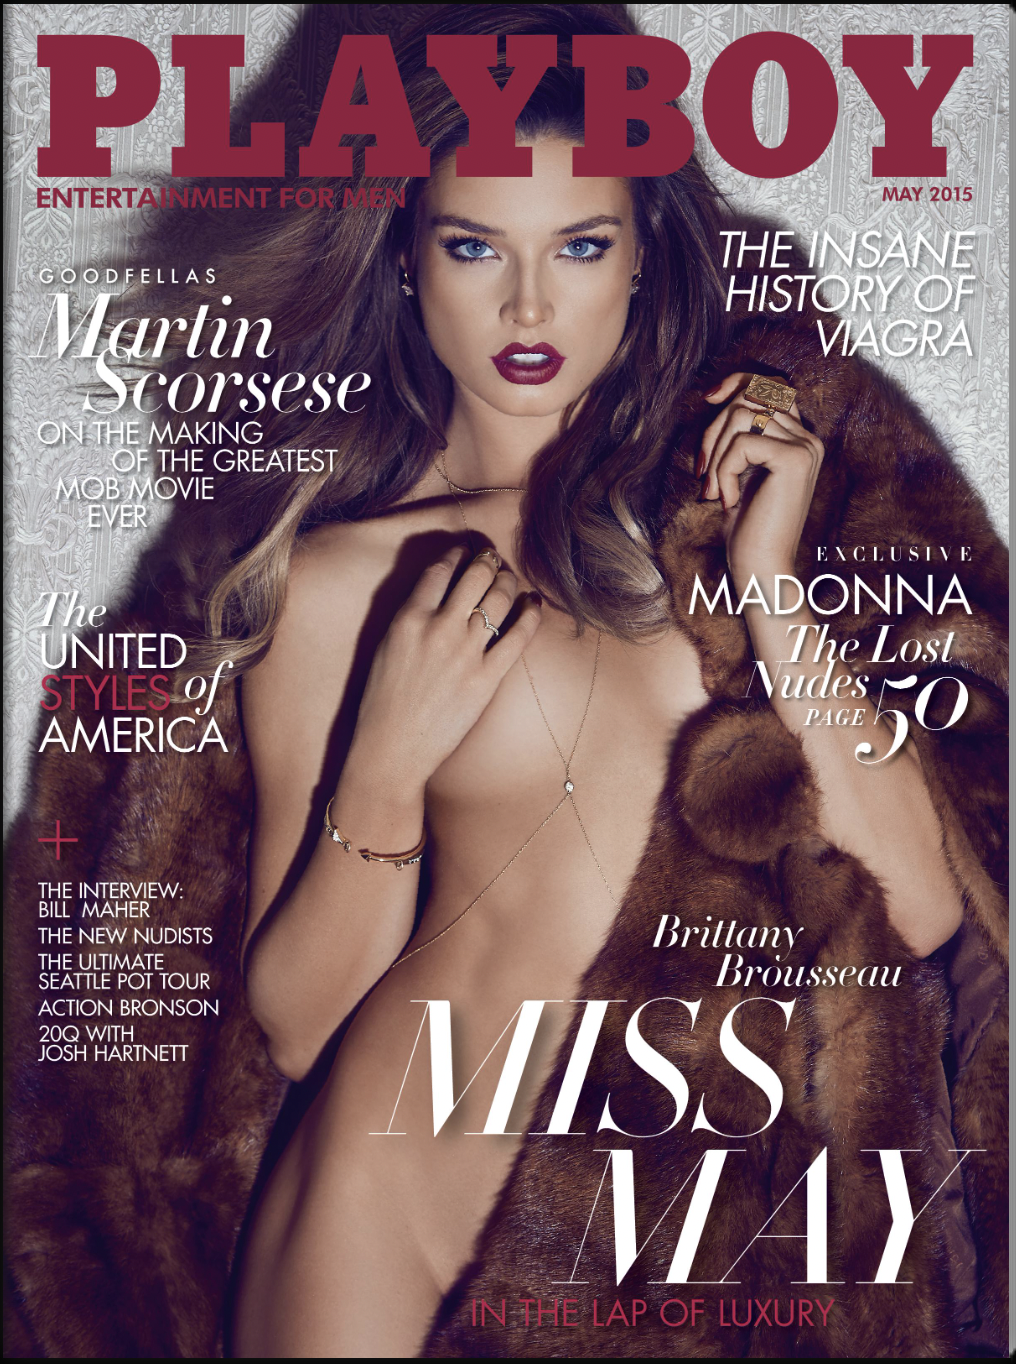 PLAYBOY
ENTERTAINMENT FOR MEN
MAY 2015
GOODFELLAS
Martin
Scorsese
ON THE MAKING
OF THE GREATEST
MOB MOVIE
EVER
THE INSANE
HISTORY OF
VIAGRA
EXCLUSIVE
MADONNA
The Lost
Nudes
PAGE 50
The
UNITED
STYLES of
AMERICA
+
THE INTERVIEW:
BILL MAHER
THE NEW NUDISTS
THE ULTIMATE
SEATTLE POT TOUR
ACTION BRONSON
20Q WITH
JOSH HARTNETT
Brittany
Brousseau
MISS
MAY
IN THE LAP OF LUXURY